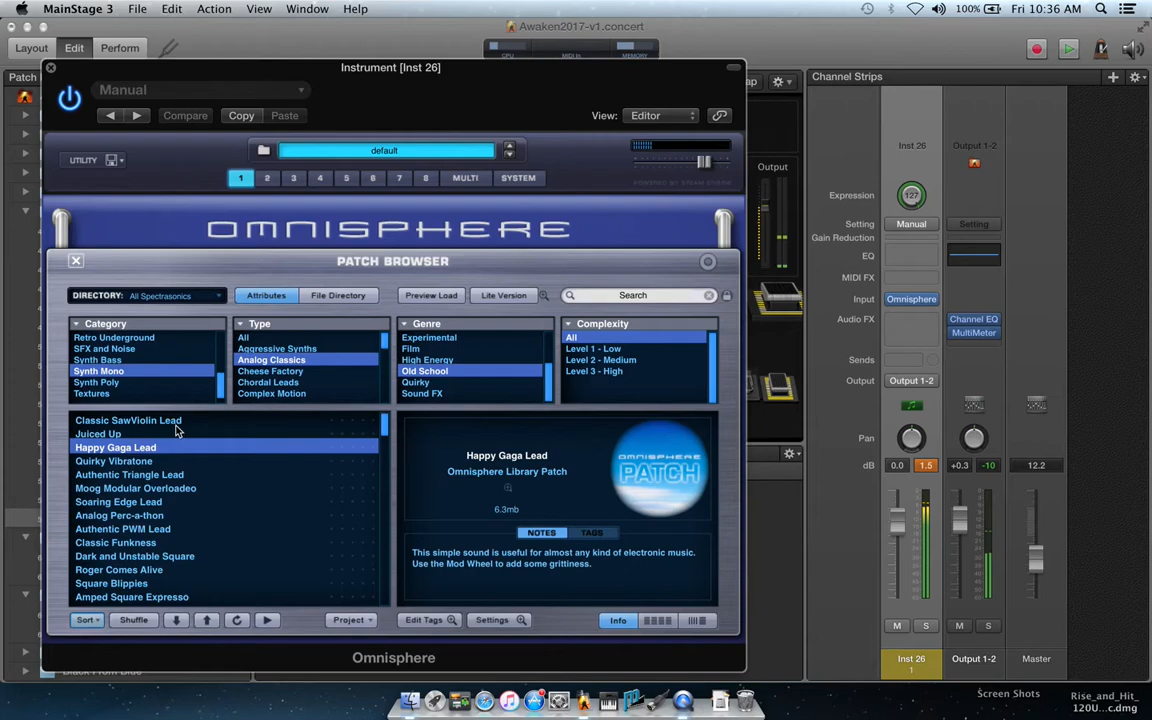 MainStage 3 File Edit Action View Window Help 100% Fri 10:36 AM
Awaken2017-v1.concert
Layout Edit Perform CPU MIDI In MEMORY
Patch Instrument [Inst 26] Channel Strips
Manual
Compare Copy Paste View: Editor
UTILITY default Output
1 2 3 4 5 6 7 8 MULTI SYSTEM
OMNISPHERE
PATCH BROWSER
DIRECTORY: All Spectrasonics Attributes File Directory Preview Load Lite Version Search
Category Type Genre Complexity
Retro Underground All Experimental All
SFX and Noise Aggressive Synths Film Level 1 - Low
Synth Bass Analog Classics High Energy Level 2 - Medium
Synth Mono Cheese Factory Old School Level 3 - High
Synth Poly Chordal Leads Quirky
Textures Complex Motion Sound FX
Classic SawViolin Lead
Juiced Up
Happy Gaga Lead
Quirky Vibratone
Authentic Triangle Lead
Moog Modular Overloadeo
Soaring Edge Lead
Analog Perc-a-thon
Authentic PWM Lead
Classic Funkness
Dark and Unstable Square
Roger Comes Alive
Square Blippies
Amped Square Expresso
Happy Gaga Lead
Omnisphere Library Patch
6.3mb
OMNISPHERE
PATCH
NOTES TAGS
This simple sound is useful for almost any kind of electronic music.
Use the Mod Wheel to add some grittiness.
Sort Shuffle Project Edit Tags Settings Info
Omnisphere
Inst 26 Output 1-2
Expression 127
Setting Manual Setting
Gain Reduction
EQ
MIDI FX
Input Omnisphere
Audio FX Channel EQ
MultiMeter
Sends
Output Output 1-2
Pan
dB 0.0 1.5 +0.3 -10 12.2
M S M S
Inst 26 Output 1-2 Master
1
Screen Shots
Rise_and_Hit_
120U...c.dmg